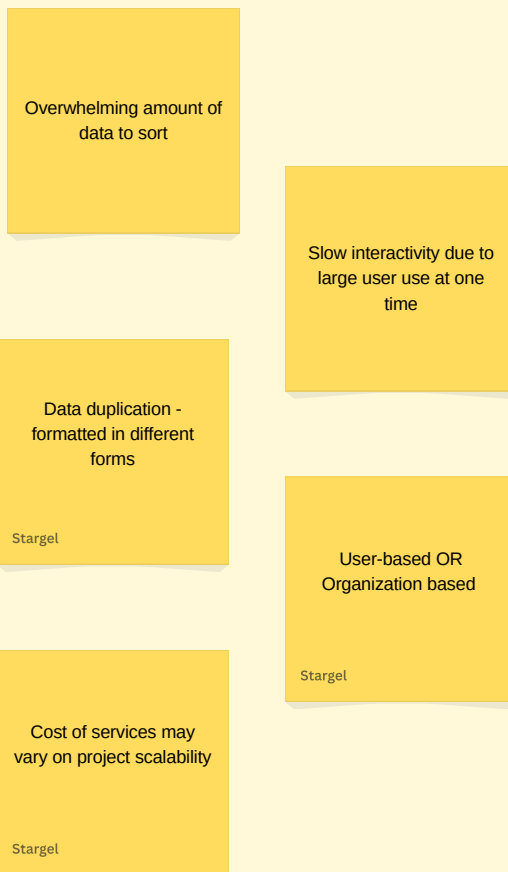 Overwhelming amount of
data to sort
Slow interactivity due to
large user use at one
time
Data duplication -
formatted in different
forms
Stargel
User-based OR
Organization based
Stargel
Cost of services may
vary on project scalability
Stargel